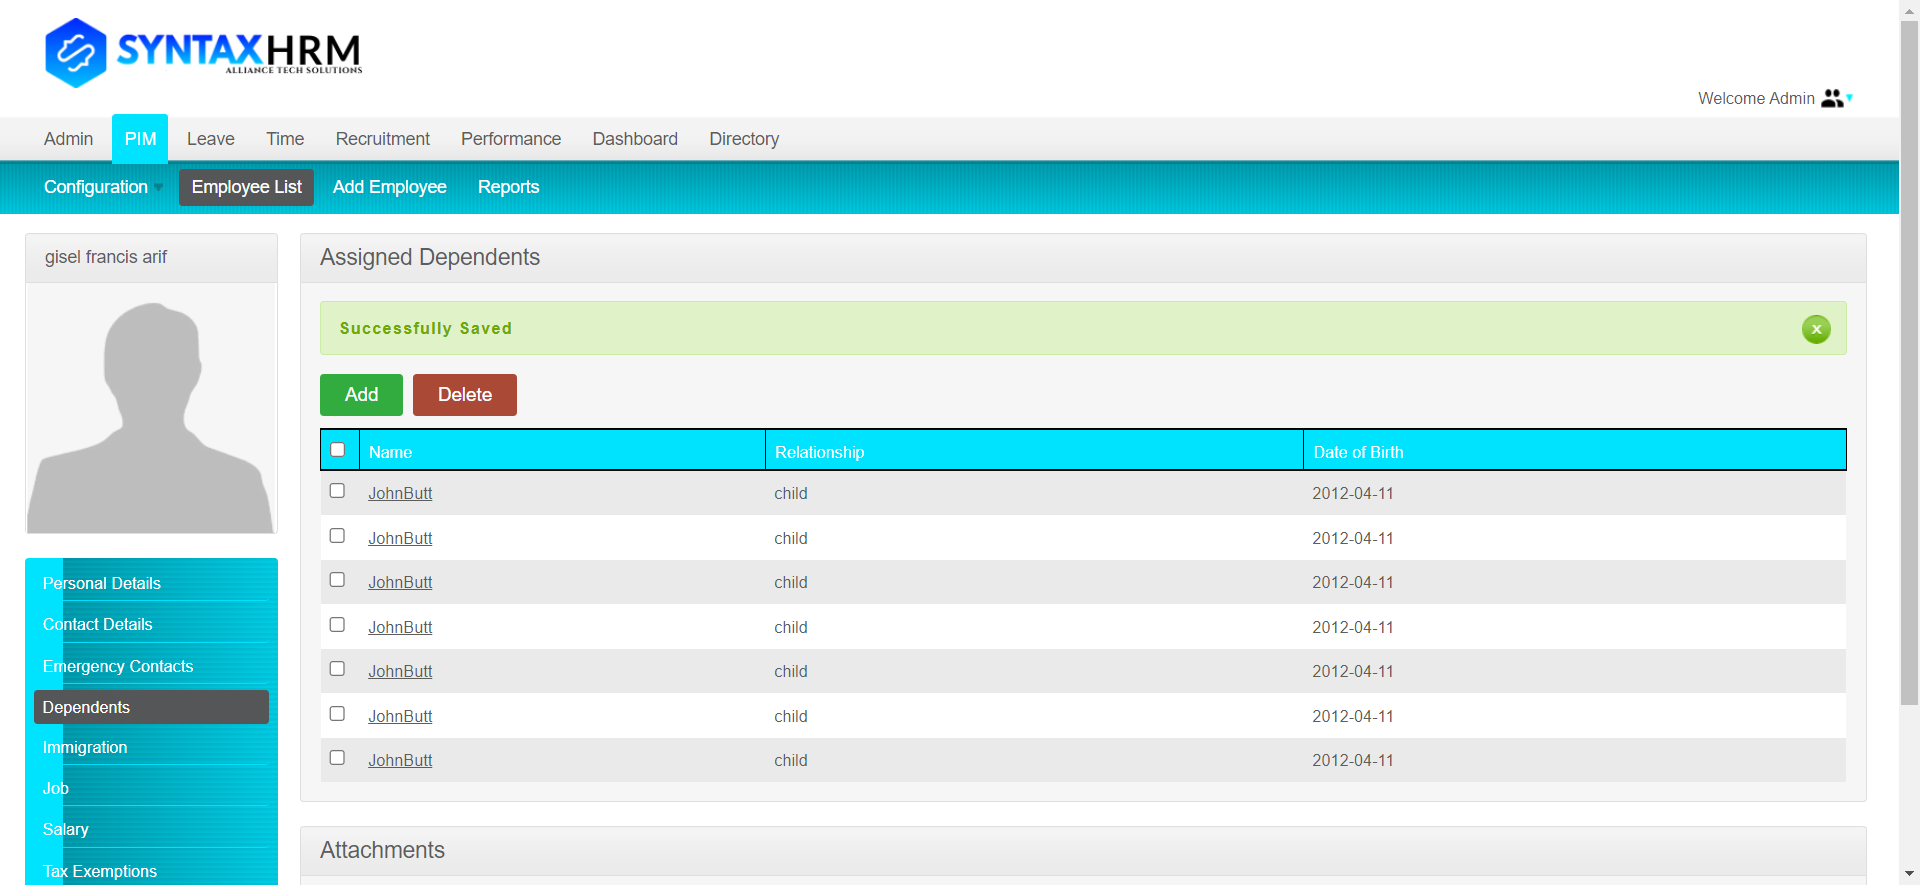 SYNTAXHRM
ALLIANCE TECH SOLUTIONS
Welcome Admin
Admin PIM Leave Time Recruitment Performance Dashboard Directory
Configuration Employee List Add Employee Reports
gisel francis arif
Personal Details
Contact Details
Emergency Contacts
Dependents
Immigration
Job
Salary
Tax Exemptions
Assigned Dependents
Successfully Saved x
Add Delete
Name Relationship Date of Birth
JohnButt child 2012-04-11
JohnButt child 2012-04-11
JohnButt child 2012-04-11
JohnButt child 2012-04-11
JohnButt child 2012-04-11
JohnButt child 2012-04-11
JohnButt child 2012-04-11
Attachments